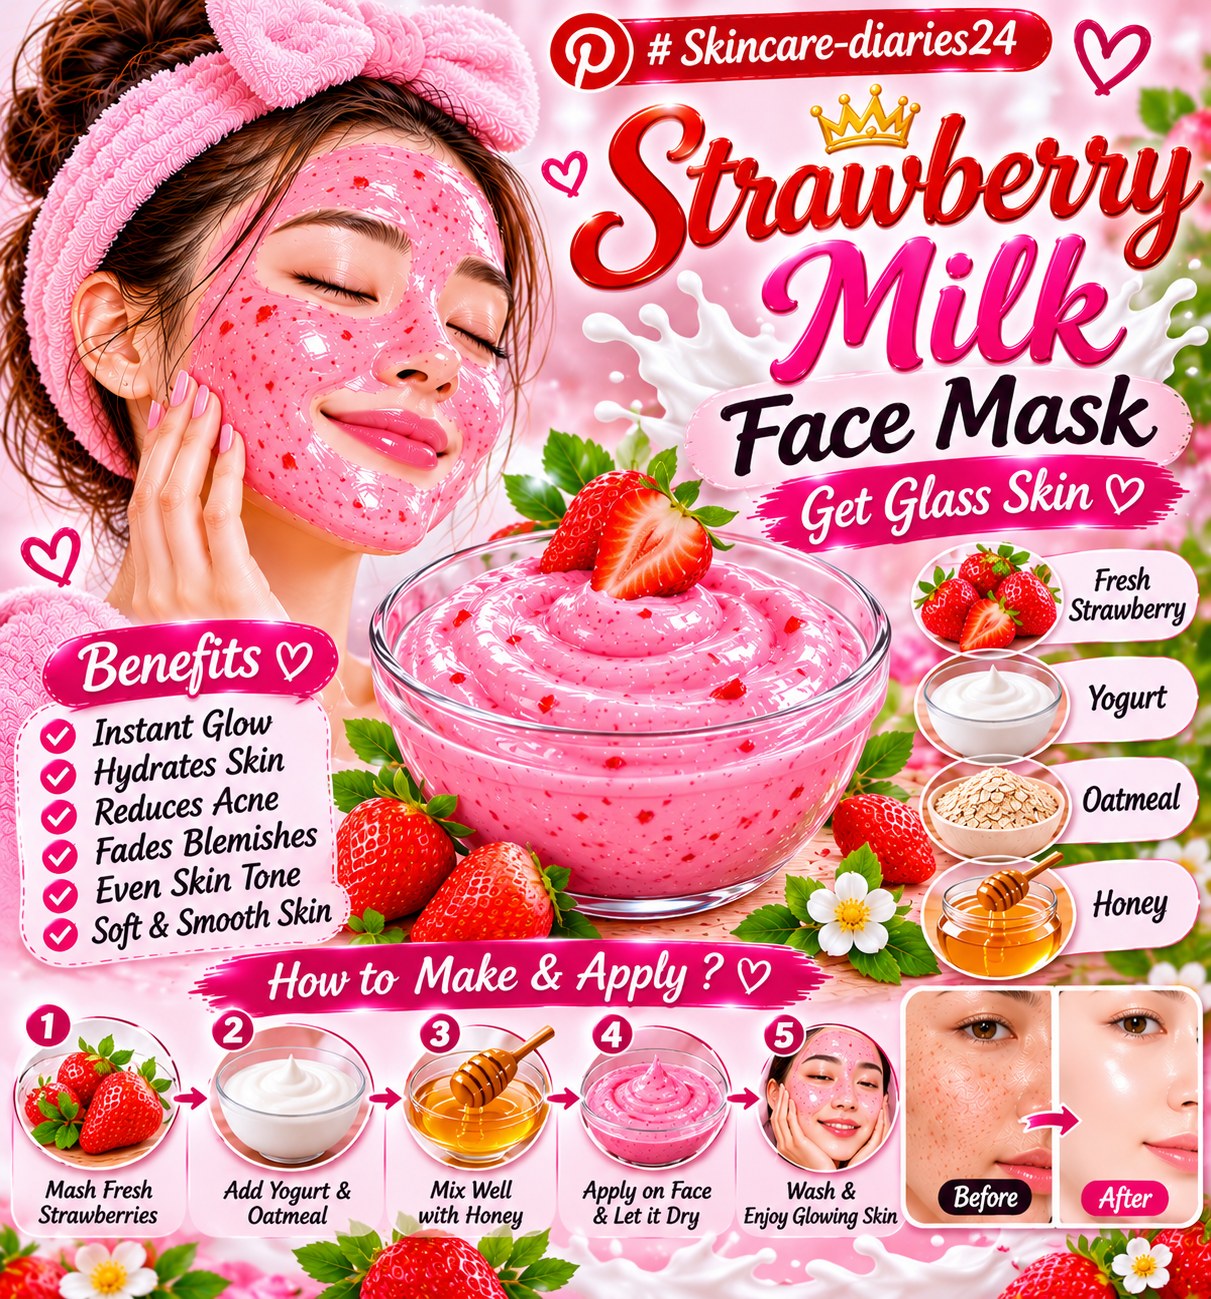 # Skincare-diaries24
Strawberry
Milk
Face Mask
Get Glass Skin
Fresh
Strawberry
Yogurt
Oatmeal
Honey
Benefits
Instant Glow
Hydrates Skin
Reduces Acne
Fades Blemishes
Even Skin Tone
Soft & Smooth Skin
How to Make & Apply ?
1
Mash Fresh
Strawberries
2
Add Yogurt &
Oatmeal
3
Mix Well
with Honey
4
Apply on Face
& Let it Dry
5
Wash &
Enjoy Glowing Skin
Before
After